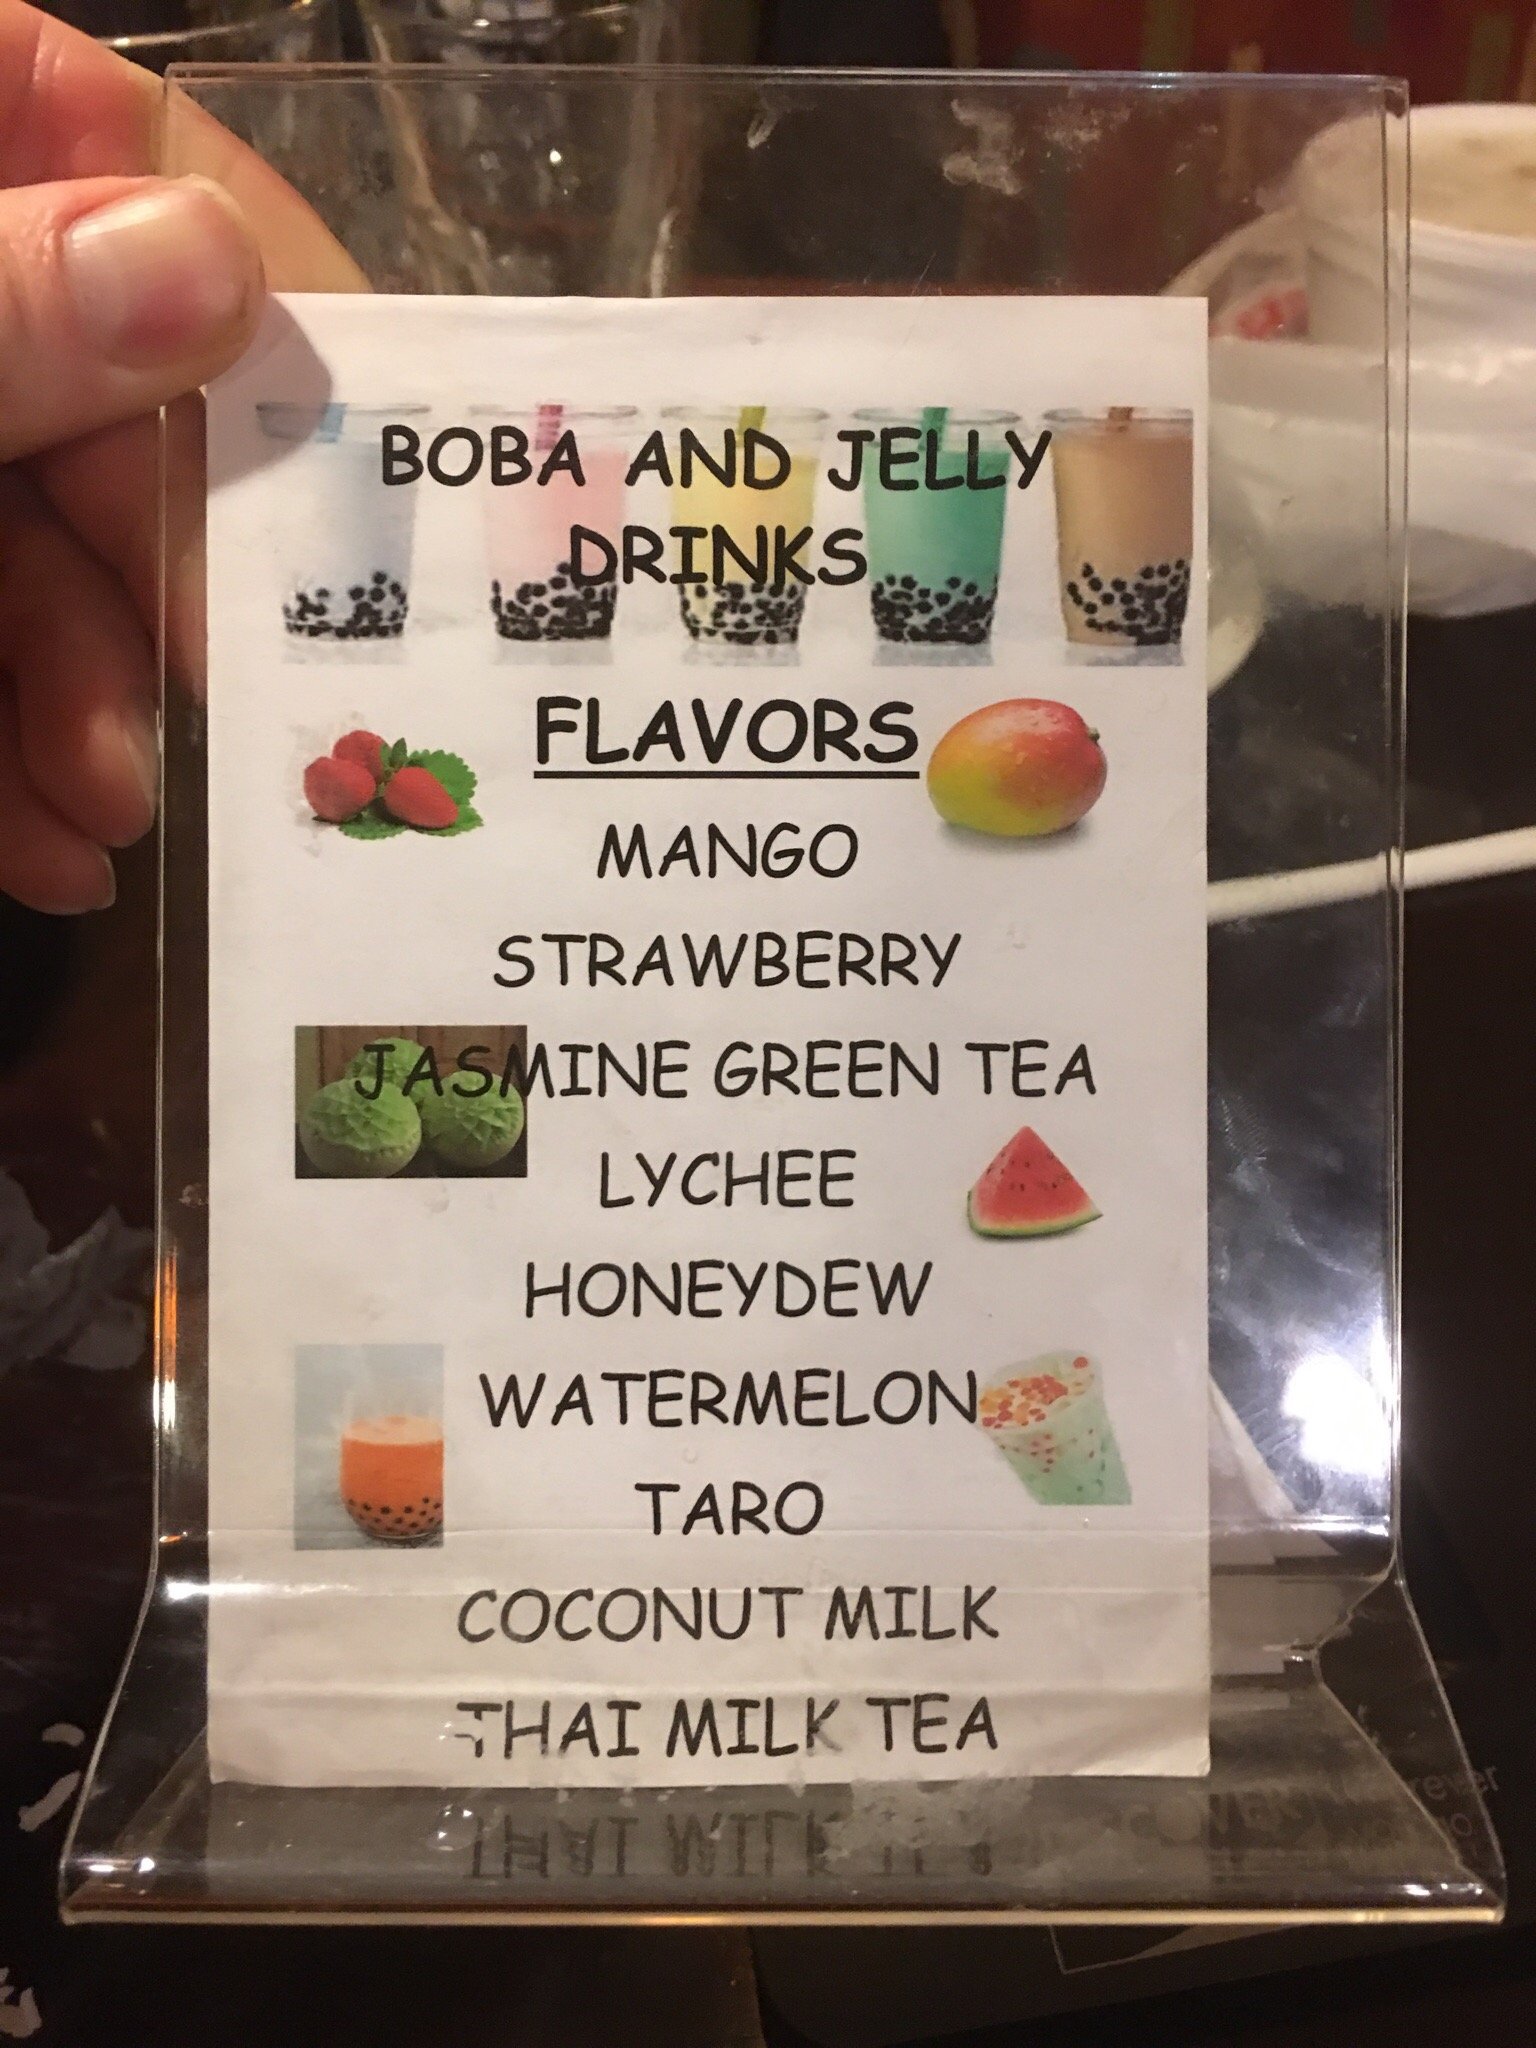 BOBA AND JELLY
DRINKS
FLAVORS
MANGO
STRAWBERRY
JASMINE GREEN TEA
LYCHEE
HONEYDEW
WATERMELON
TARO
COCONUT MILK
THAI MILK TEA